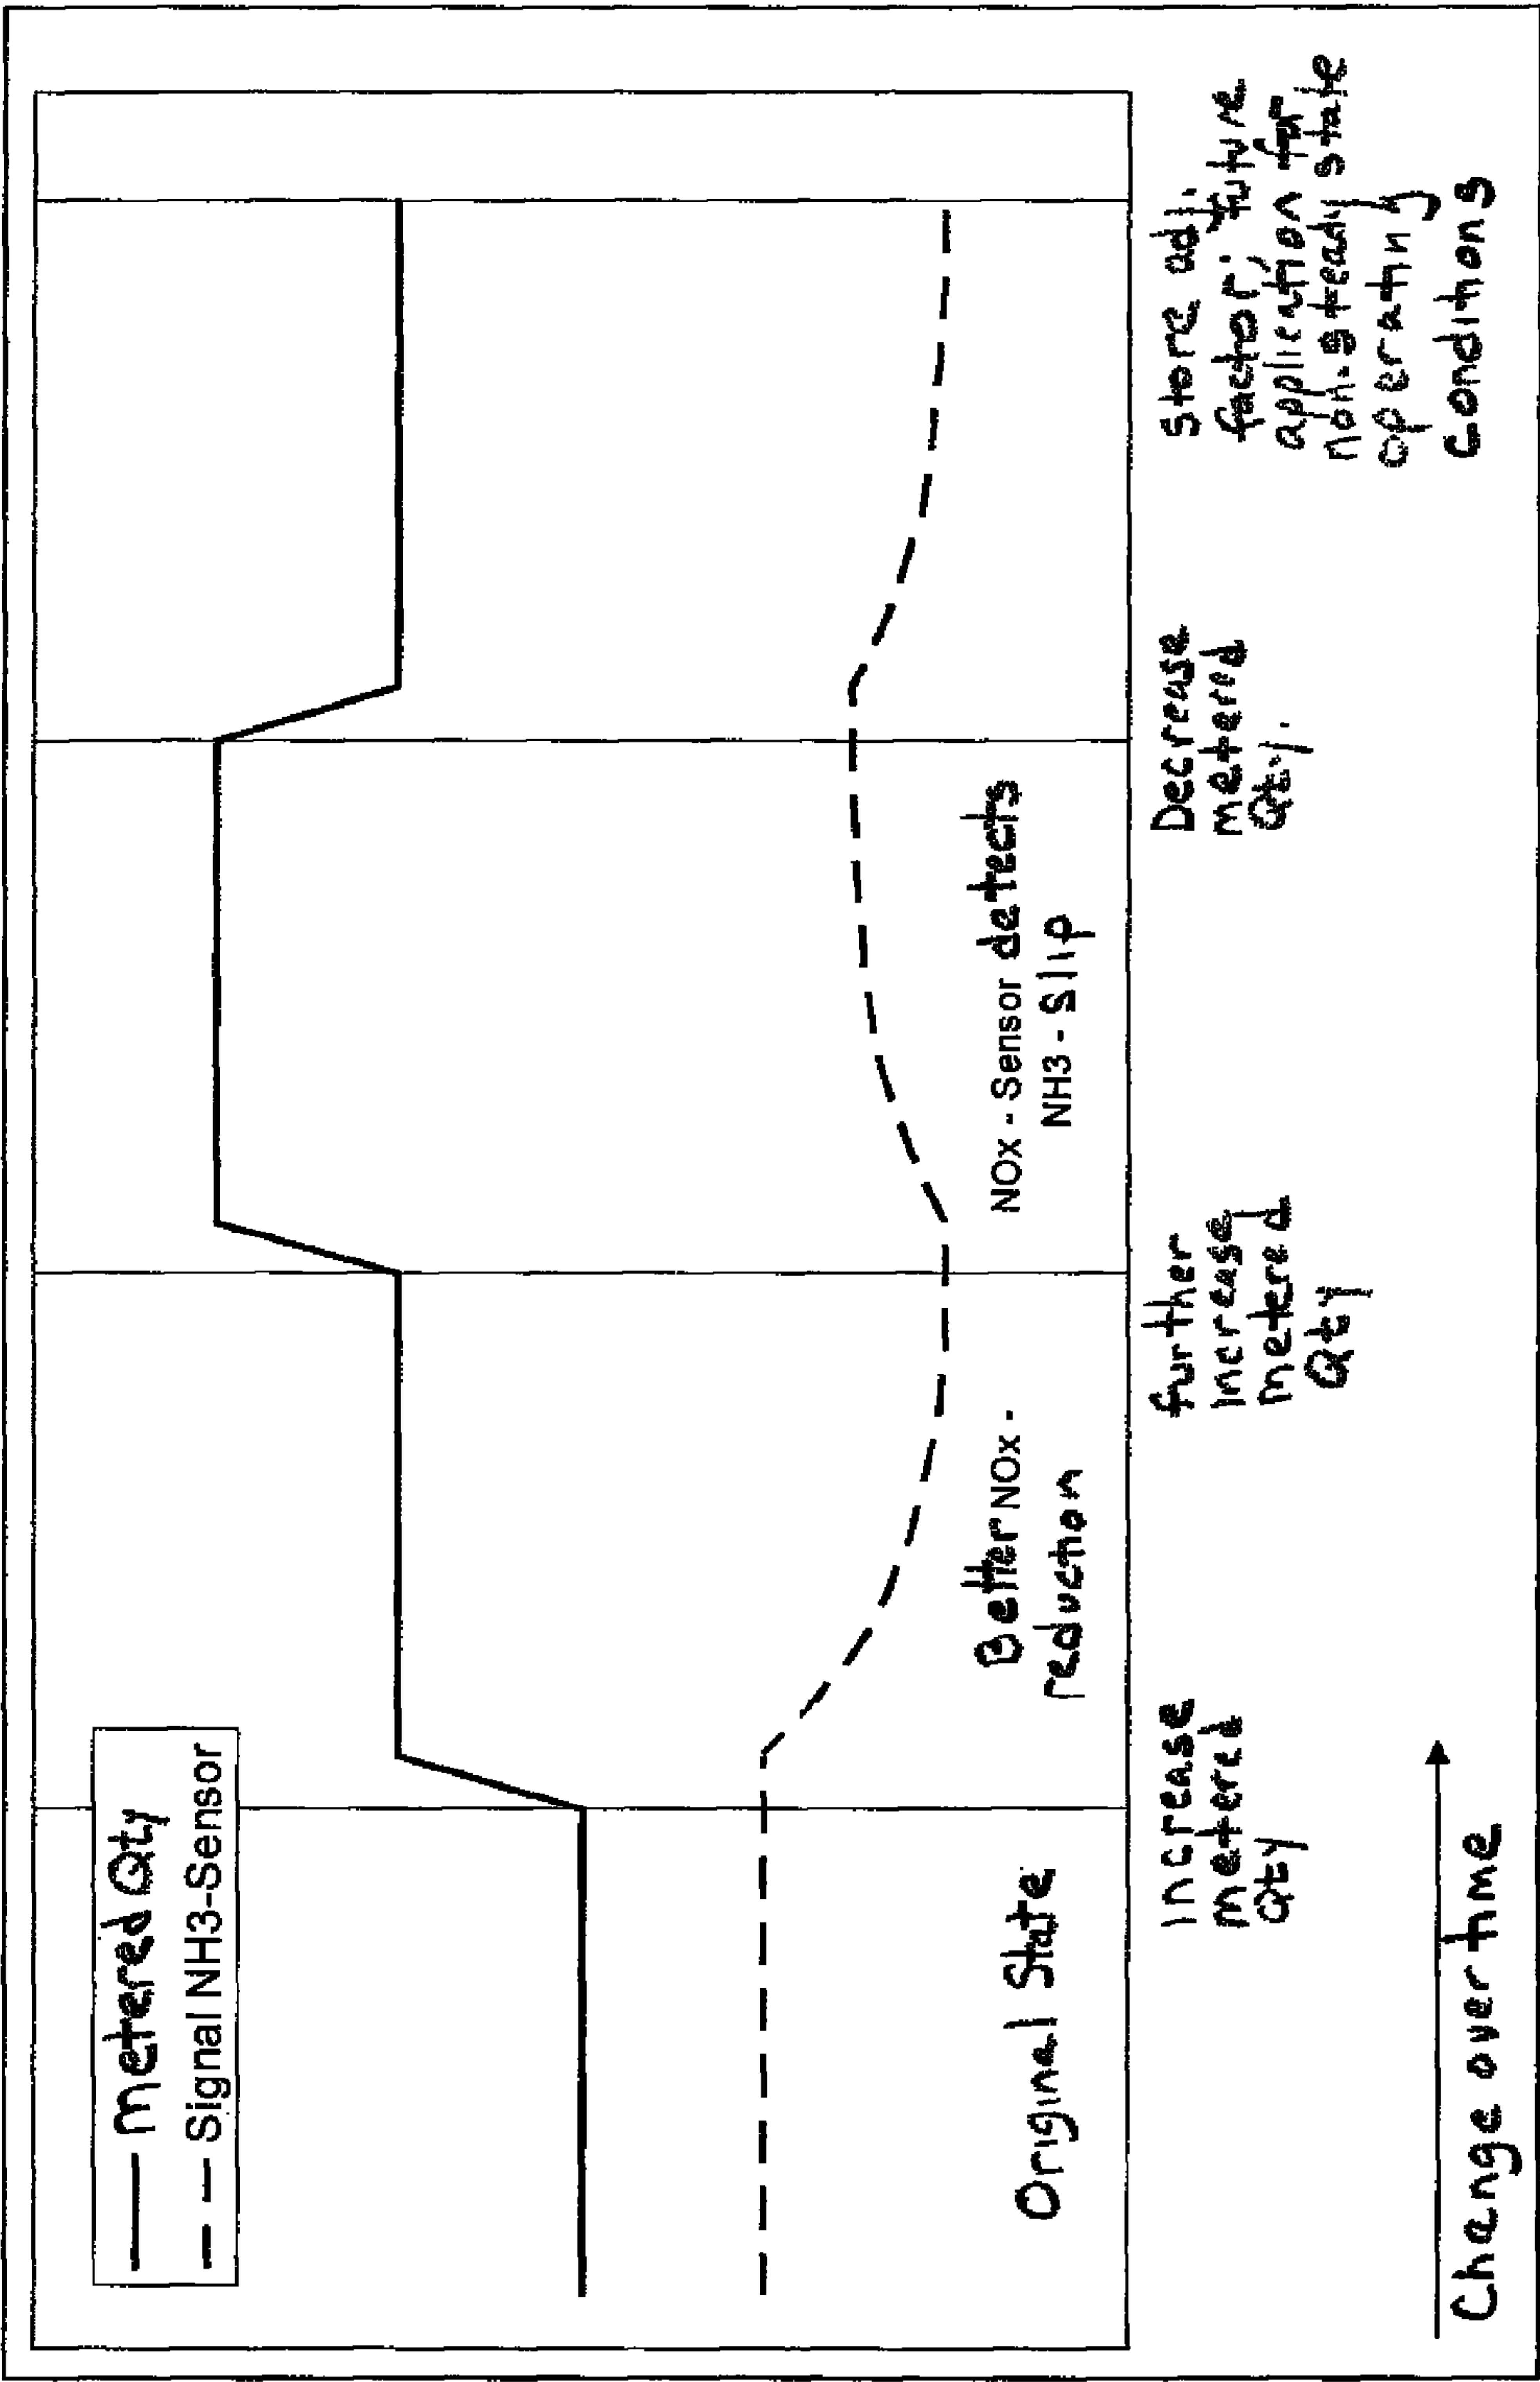 metered Qty
Signal NH3-Sensor
Original State
Better NOx -
reduction
NOx - Sensor detects
NH3 - Slip
Increase
metered
Qty
further
increase
metered
Qty
Decrease
metered
Qty.
Store adj.
factor; future
application for
non-steady state
operating
Conditions
Change over time